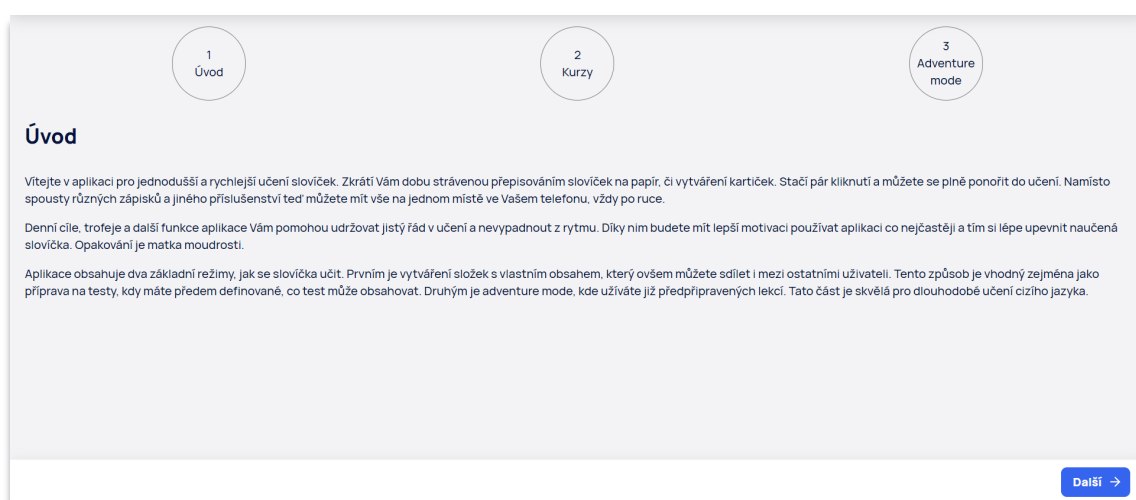 1
Úvod
2
Kurzy
3
Adventure
mode
Úvod
Vítejte v aplikaci pro jednodušší a rychlejší učení slovíček. Zkrátí Vám dobu strávenou přepisováním slovíček na papír, či vytváření kartiček. Stačí pár kliknutí a můžete se plně ponořit do učení. Namísto
spousty různých zápisků a jiného příslušenství teď můžete mít vše na jednom místě ve Vašem telefonu, vždy po ruce.
Denní cíle, trofeje a další funkce aplikace Vám pomohou udržovat jistý řád v učení a nevypadnout z rytmu. Díky nim budete mít lepší motivaci používat aplikaci co nejčastěji a tím si lépe upevnit naučená
slovíčka. Opakování je matka moudrosti.
Aplikace obsahuje dva základní režimy, jak se slovíčka učit. Prvním je vytváření složek s vlastním obsahem, který ovšem můžete sdílet i mezi ostatními uživateli. Tento způsob je vhodný zejména jako
příprava na testy, kdy máte předem definované, co test může obsahovat. Druhým je adventure mode, kde užíváte již předpřipravených lekcí. Tato část je skvělá pro dlouhodobé učení cizího jazyka.
Další →